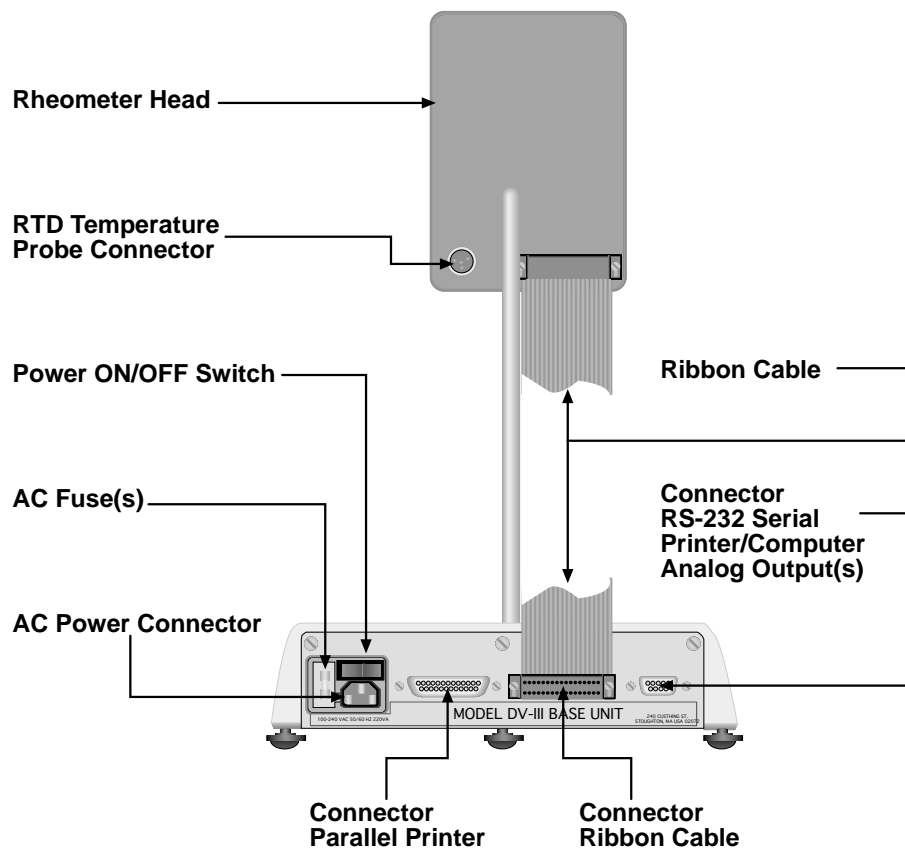 Rheometer Head
RTD Temperature
Probe Connector
Power ON/OFF Switch
Ribbon Cable
AC Fuse(s)
Connector
RS-232 Serial
Printer/Computer
Analog Output(s)
AC Power Connector
100-240 VAC 50/60 HZ 220VA
MODEL DV-III BASE UNIT
240 CUSTHING ST.
STOUGHTON, MA USA 02072
Connector
Parallel Printer
Connector
Ribbon Cable